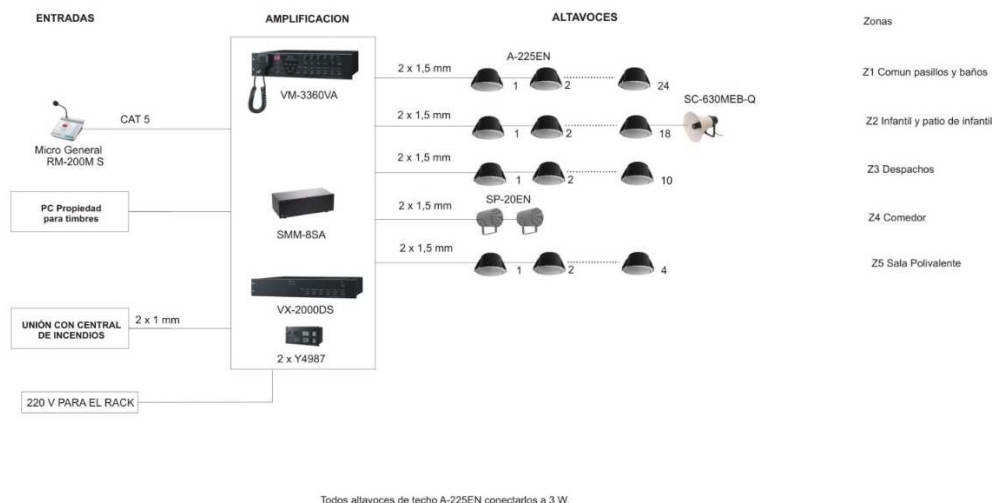 ENTRADAS
AMPLIFICACION
ALTAVOCES
Zonas
VM-3360VA
CAT 5
Micro General
RM-200M S
PC Propiedad
para timbres
SMM-8SA
UNIÓN CON CENTRAL
DE INCENDIOS
2 x 1 mm
VX-2000DS
2 x Y4987
220 V PARA EL RACK
2 x 1,5 mm
A-225EN
1
2
24
Z1 Comun pasillos y baños
2 x 1,5 mm
1
2
18
SC-630MEB-Q
Z2 Infantil y patio de infantil
2 x 1,5 mm
1
2
10
Z3 Despachos
2 x 1,5 mm
SP-20EN
Z4 Comedor
2 x 1,5 mm
1
2
4
Z5 Sala Polivalente
Todos altavoces de techo A-225EN conectarlos a 3 W.